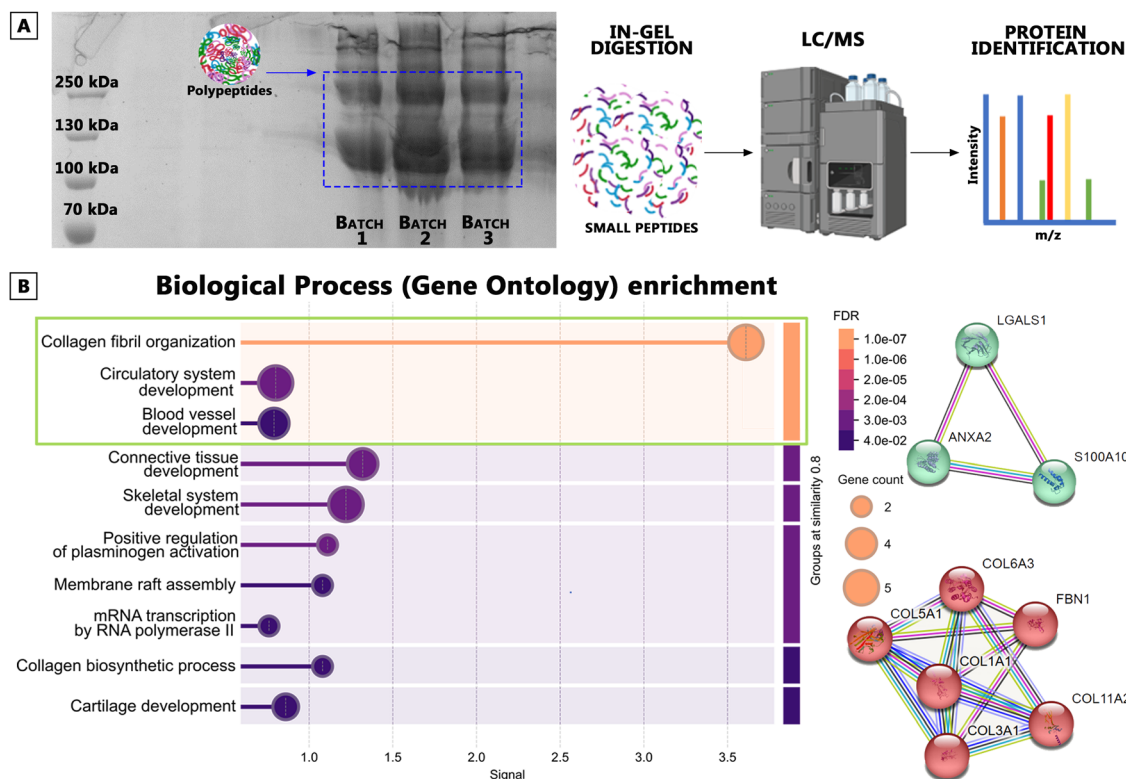 A
250 kDa
130 kDa
100 kDa
70 kDa
Polypeptides
BATCH
1
BATCH
2
BATCH
3
IN-GEL
DIGESTION
SMALL PEPTIDES
LC/MS
PROTEIN
IDENTIFICATION
Intensity
m/z
B
Biological Process (Gene Ontology) enrichment
Collagen fibril organization
Circulatory system
development
Blood vessel
development
Connective tissue
development
Skeletal system
development
Positive regulation
of plasminogen activation
Membrane raft assembly
mRNA transcription
by RNA polymerase II
Collagen biosynthetic process
Cartilage development
1.0
1.5
2.0
2.5
3.0
3.5
Signal
Groups at similarity 0.8
FDR
1.0e-07
1.0e-06
2.0e-05
2.0e-04
3.0e-03
4.0e-02
Gene count
2
4
5
LGALS1
ANXA2
S100A10
COL6A3
FBN1
COL5A1
COL1A1
COL11A2
COL3A1